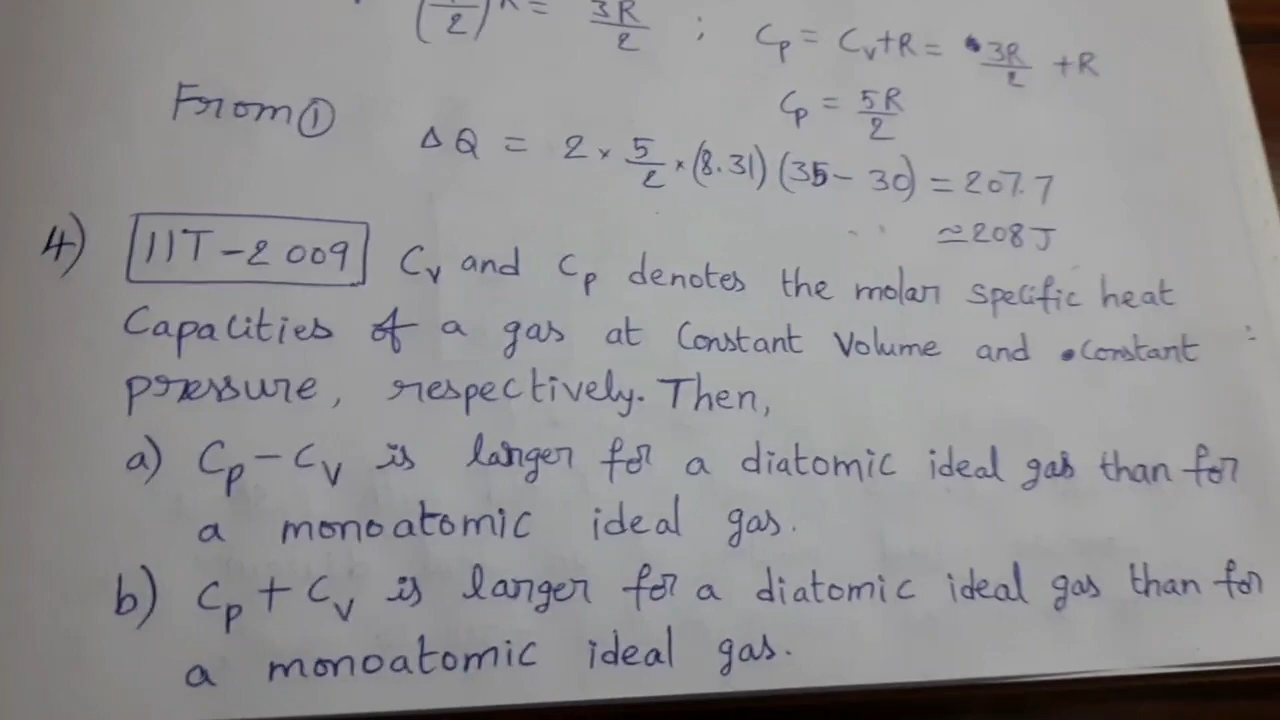 (1/2)R = 3R/2 ; Cp = Cv+R = 3R/2 +R
Cp = 5R/2
From ①
ΔQ = 2 × 5/2 × (8.31) (35-30) = 207.7
≃208J
4) IIT-2009 Cv and Cp denotes the molar specific heat
Capacities of a gas at Constant Volume and Constant
pressure, respectively. Then,
a) Cp-Cv is larger for a diatomic ideal gas than for
a monoatomic ideal gas.
b) Cp+Cv is larger for a diatomic ideal gas than for
a monoatomic ideal gas.